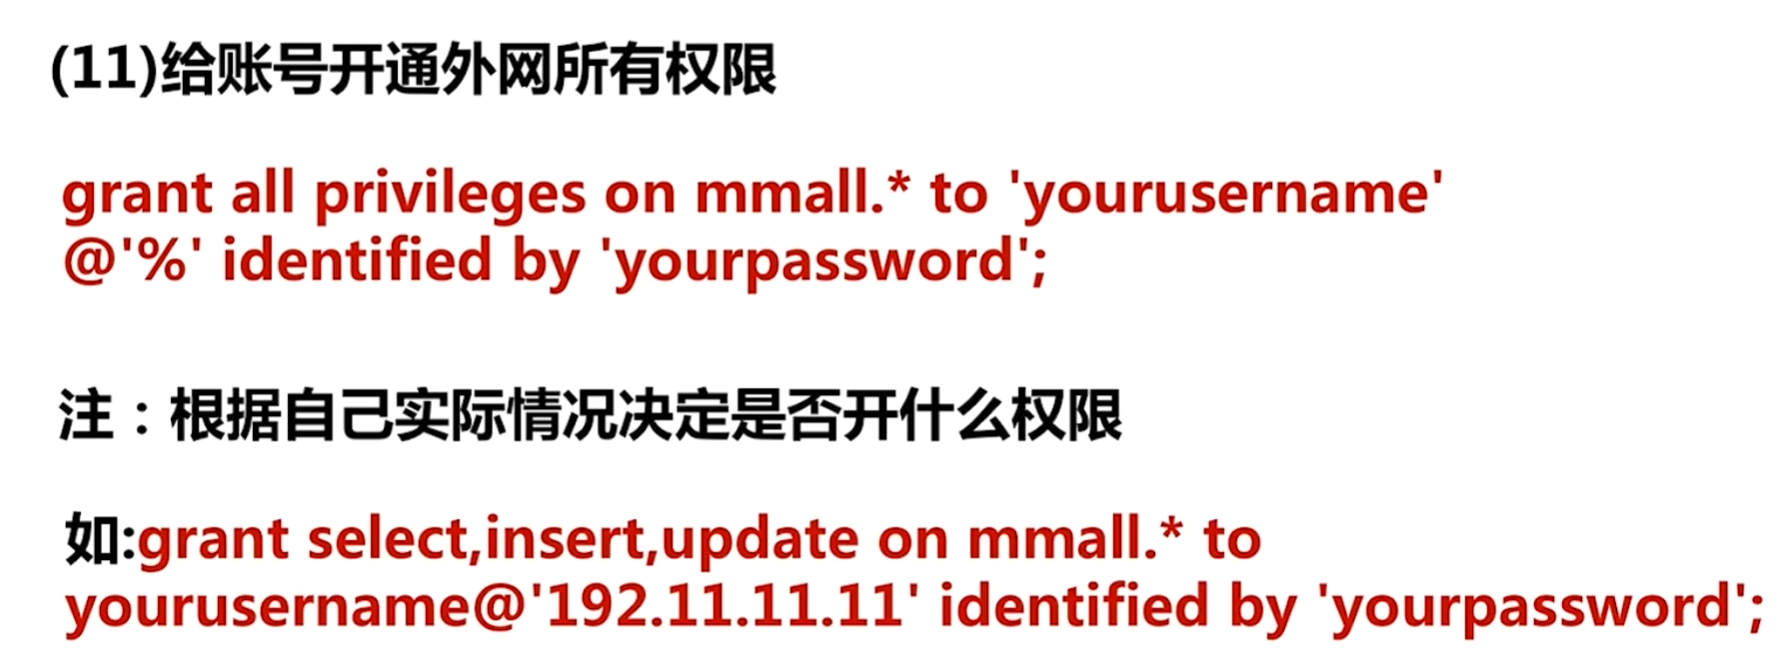 (11)给账号开通外网所有权限
grant all privileges on mmall.* to 'yourusername'
@'%' identified by 'yourpassword';
注：根据自己实际情况决定是否开什么权限
如:grant select,insert,update on mmall.* to
yourusername@'192.11.11.11' identified by 'yourpassword';